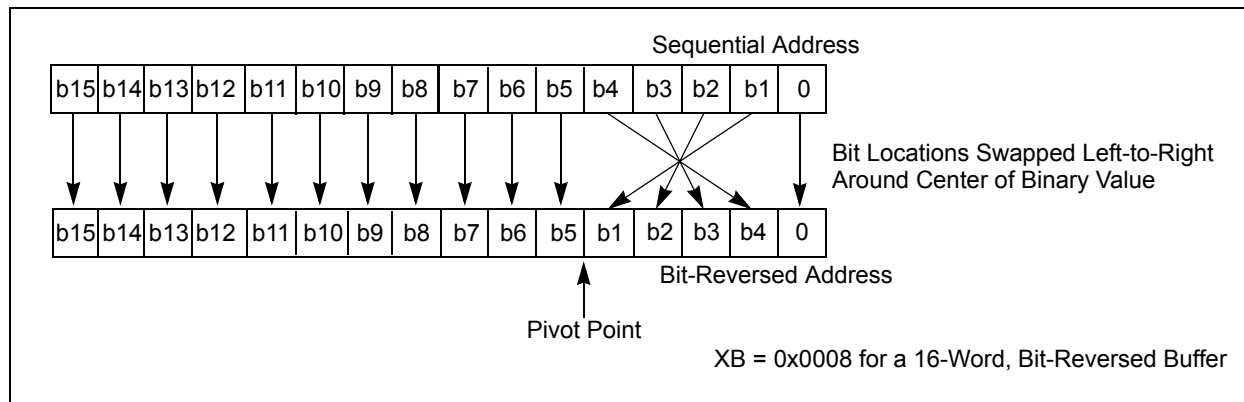 Sequential Address
b15 b14 b13 b12 b11 b10 b9 b8 b7 b6 b5 b4 b3 b2 b1 0
Bit Locations Swapped Left-to-Right
Around Center of Binary Value
b15 b14 b13 b12 b11 b10 b9 b8 b7 b6 b5 b1 b2 b3 b4 0
Bit-Reversed Address
Pivot Point
XB = 0x0008 for a 16-Word, Bit-Reversed Buffer